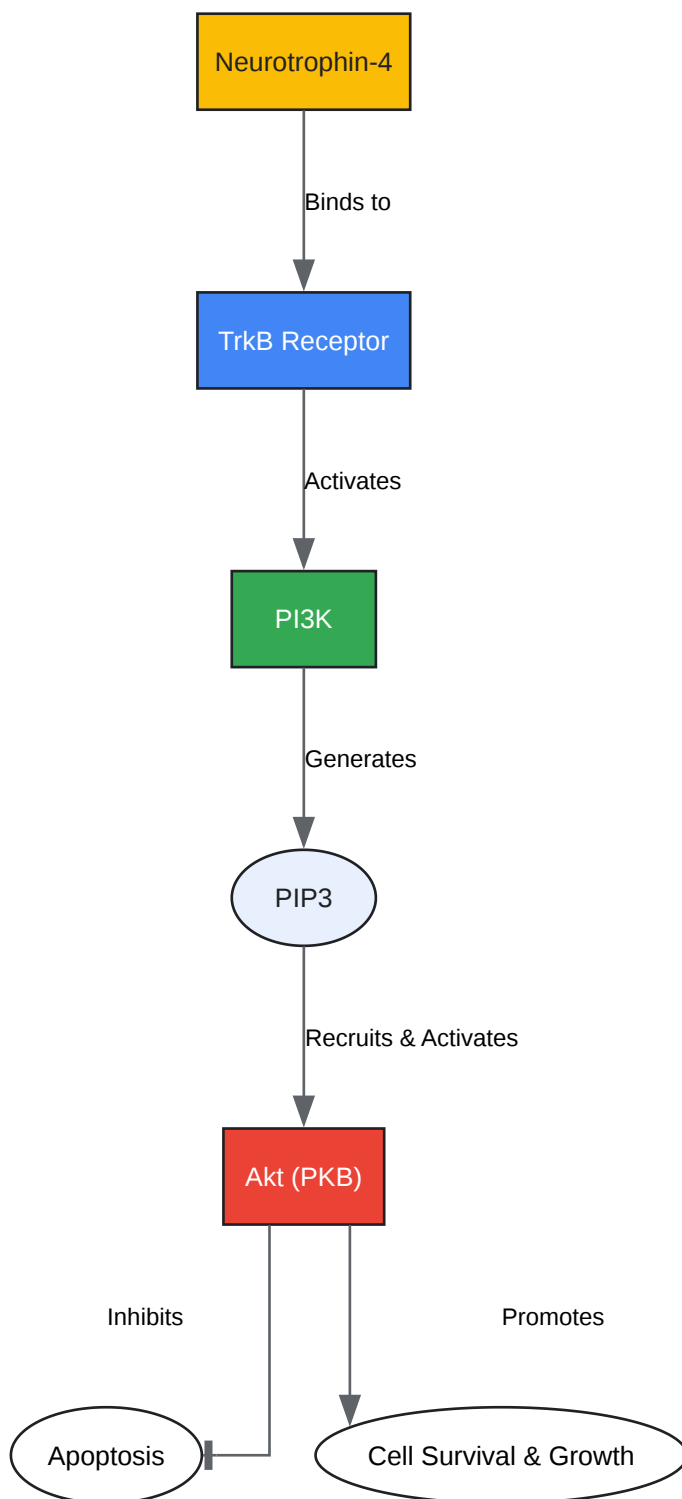 Neurotrophin-4
Binds to
TrkB Receptor
Activates
PI3K
Generates
PIP3
Recruits & Activates
Akt (PKB)
Inhibits
Promotes
Apoptosis
Cell Survival & Growth